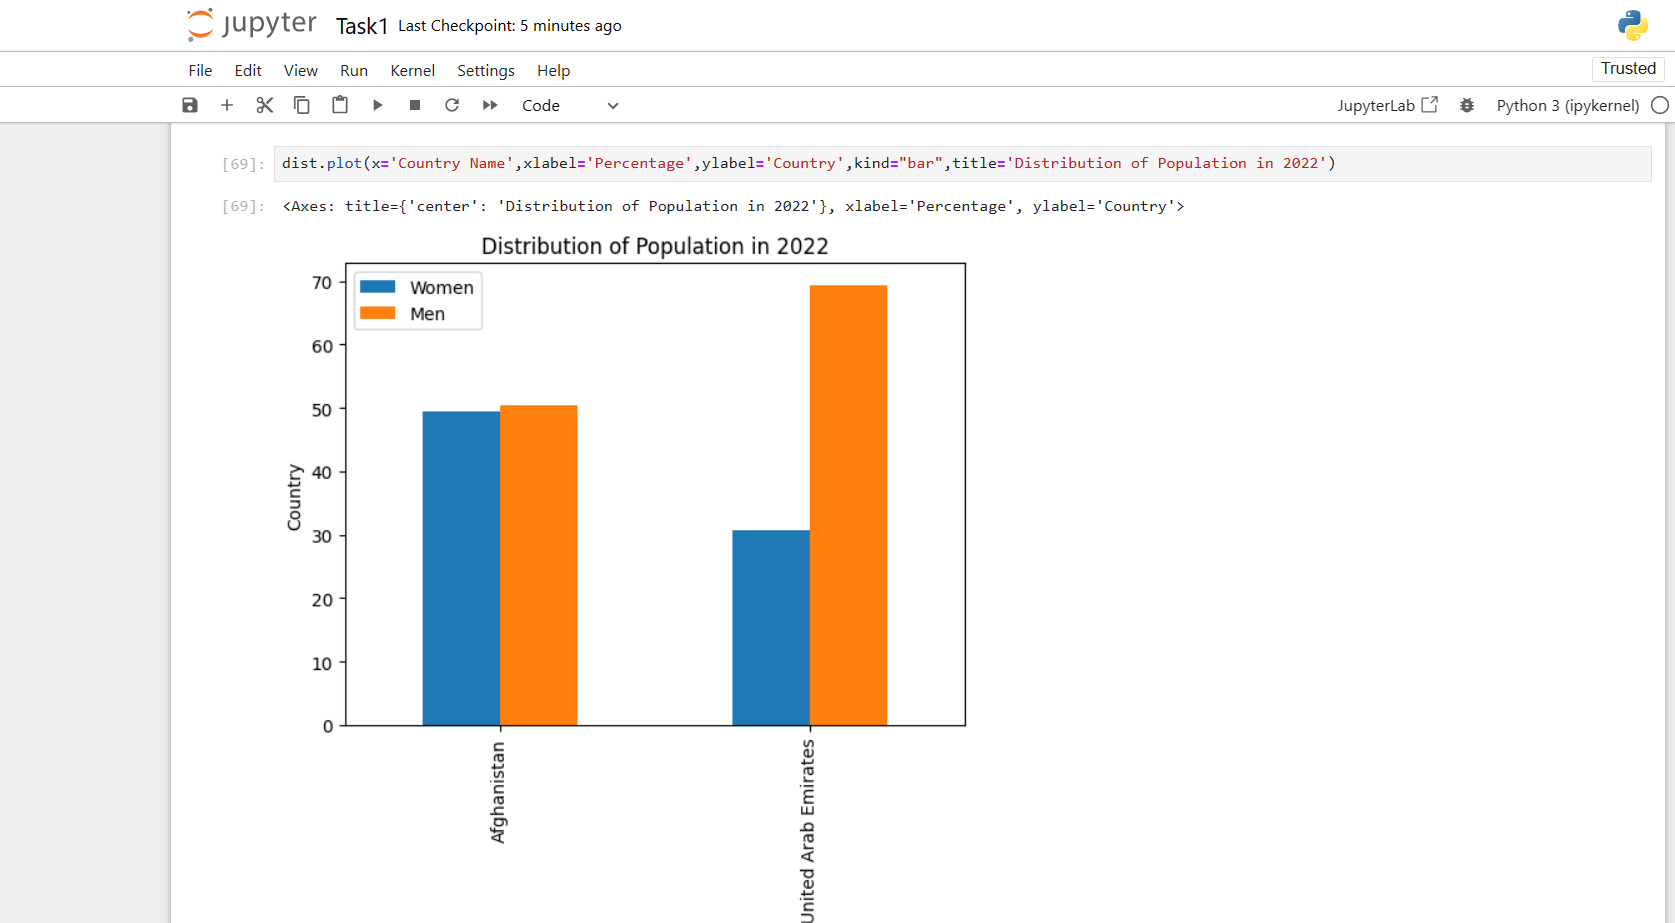 jupyter Task1 Last Checkpoint: 5 minutes ago
File Edit View Run Kernel Settings Help Trusted
Code JupyterLab Python 3 (ipykernel)
[69]: dist.plot(x='Country Name',xlabel='Percentage',ylabel='Country',kind="bar",title='Distribution of Population in 2022')
[69]: <Axes: title={'center': 'Distribution of Population in 2022'}, xlabel='Percentage', ylabel='Country'>
Distribution of Population in 2022
Women
Men
70
60
50
40
30
20
10
0
Country
Afghanistan
United Arab Emirates